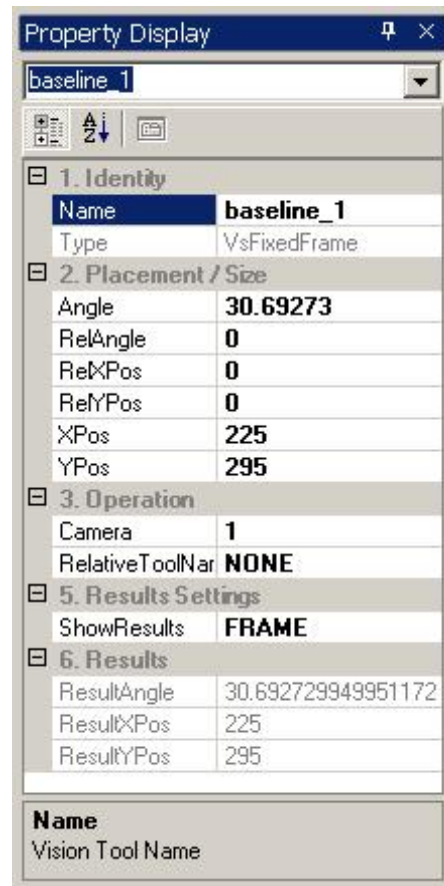 Property Display
baseline_1
1. Identity
Name baseline_1
Type VsFixedFrame
2. Placement / Size
Angle 30.69273
RelAngle 0
RelXPos 0
RelYPos 0
XPos 225
YPos 295
3. Operation
Camera 1
RelativeToolNar NONE
5. Results Settings
ShowResults FRAME
6. Results
ResultAngle 30.692729949951172
ResultXPos 225
ResultYPos 295
Name
Vision Tool Name